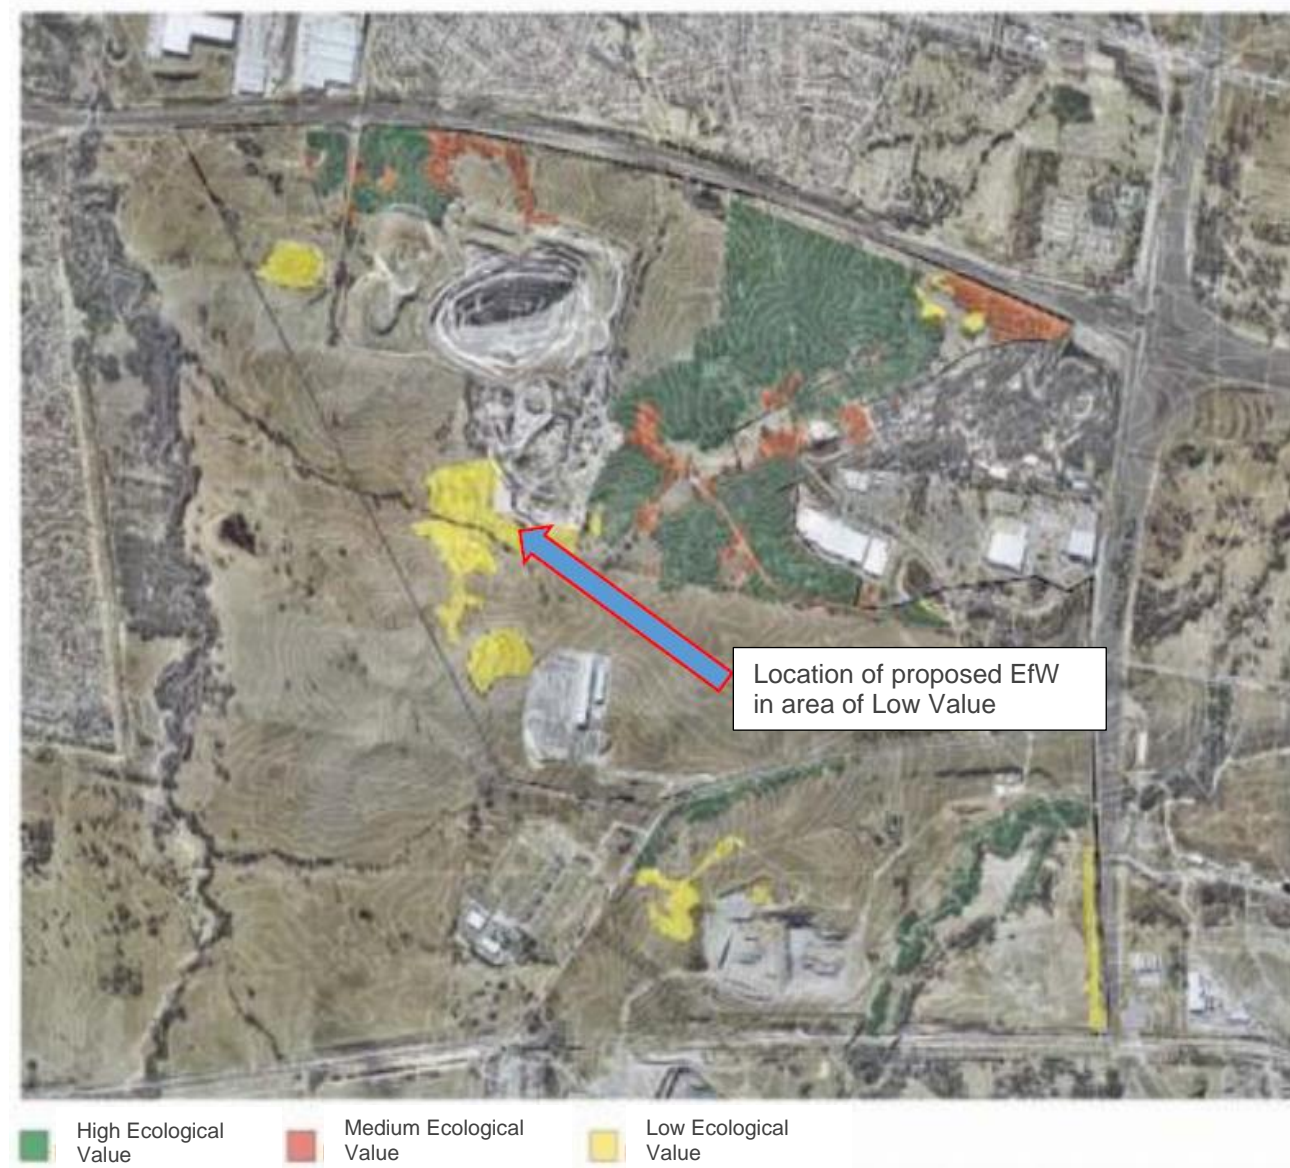 Location of proposed EfW
in area of Low Value
High Ecological
Value
Medium Ecological
Value
Low Ecological
Value